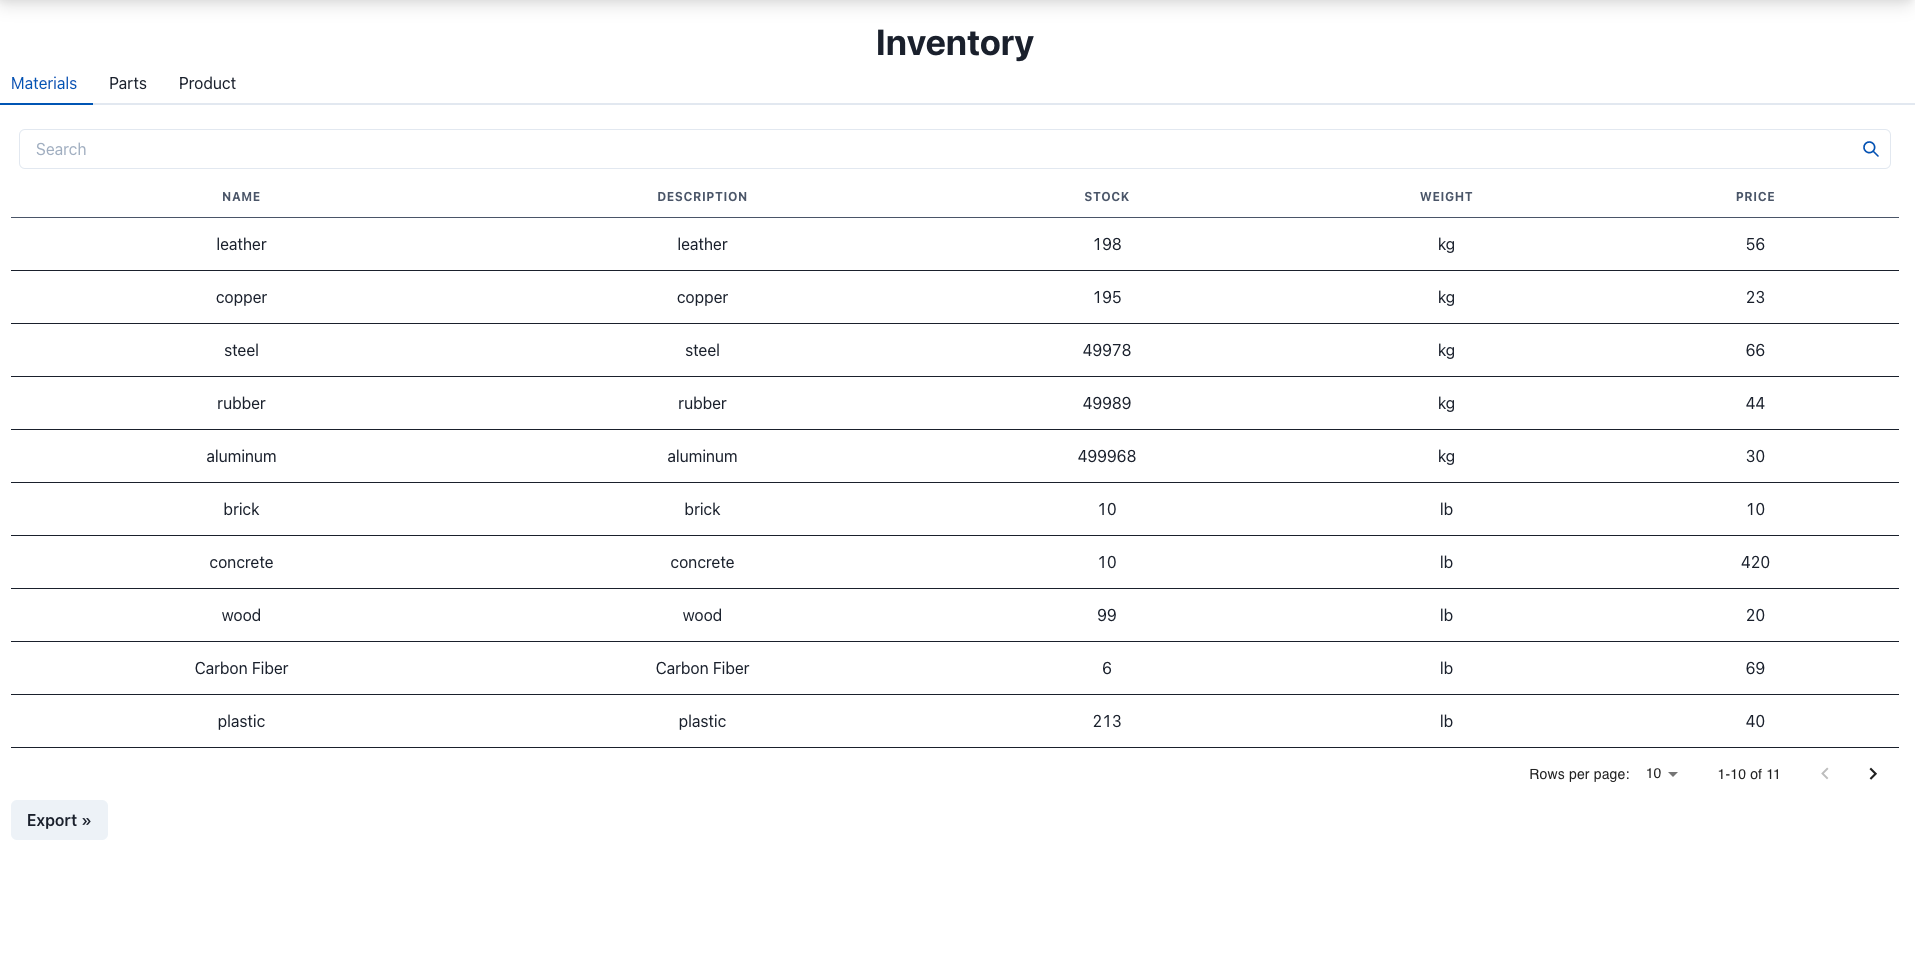 Inventory
Materials Parts Product
Search
NAME DESCRIPTION STOCK WEIGHT PRICE
leather leather 198 kg 56
copper copper 195 kg 23
steel steel 49978 kg 66
rubber rubber 49989 kg 44
aluminum aluminum 499968 kg 30
brick brick 10 lb 10
concrete concrete 10 lb 420
wood wood 99 lb 20
Carbon Fiber Carbon Fiber 6 lb 69
plastic plastic 213 lb 40
Rows per page: 10 1-10 of 11
Export »